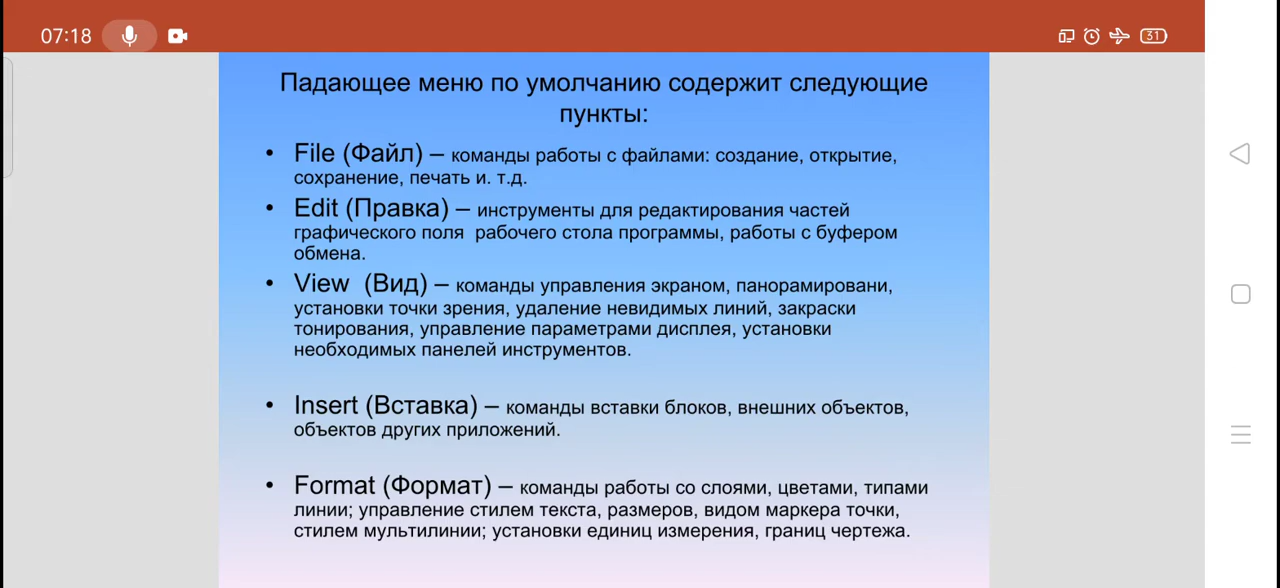 07:18
31
Падающее меню по умолчанию содержит следующие
пункты:
• File (Файл) – команды работы с файлами: создание, открытие,
сохранение, печать и. т.д.
• Edit (Правка) – инструменты для редактирования частей
графического поля рабочего стола программы, работы с буфером
обмена.
• View (Вид) – команды управления экраном, панорамировани,
установки точки зрения, удаление невидимых линий, закраски
тонирования, управление параметрами дисплея, установки
необходимых панелей инструментов.
• Insert (Вставка) – команды вставки блоков, внешних объектов,
объектов других приложений.
• Format (Формат) – команды работы со слоями, цветами, типами
линии; управление стилем текста, размеров, видом маркера точки,
стилем мультилинии; установки единиц измерения, границ чертежа.